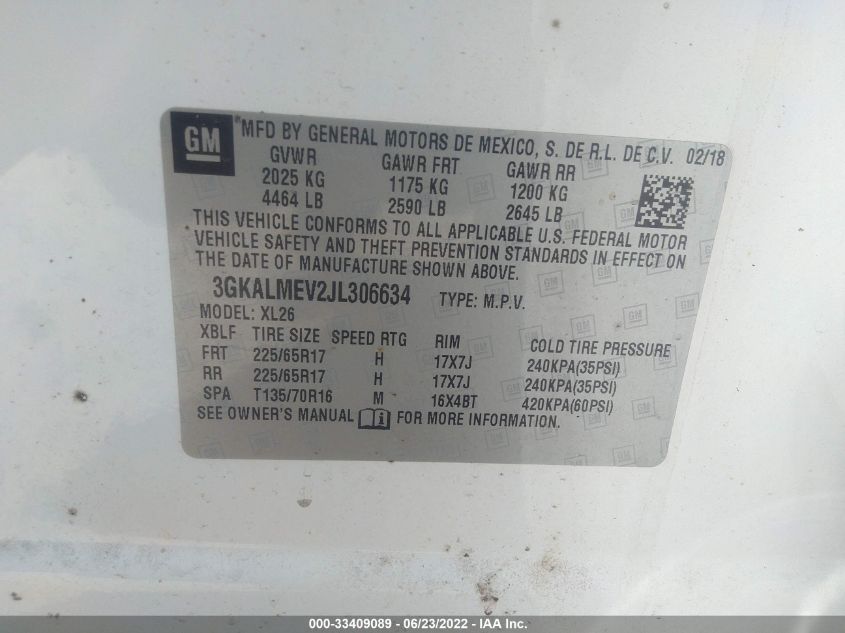 GM
MFD BY GENERAL MOTORS DE MEXICO, S. DE R.L. DE C.V. 02/18
GVWR GAWR FRT GAWR RR
2025 KG 1175 KG 1200 KG
4464 LB 2590 LB 2645 LB
THIS VEHICLE CONFORMS TO ALL APPLICABLE U.S. FEDERAL MOTOR
VEHICLE SAFETY AND THEFT PREVENTION STANDARDS IN EFFECT ON
THE DATE OF MANUFACTURE SHOWN ABOVE.
3GKALMEV2JL306634 TYPE: M.P.V.
MODEL: XL26
XBLF TIRE SIZE SPEED RTG RIM COLD TIRE PRESSURE
FRT 225/65R17 H 17X7J 240KPA(35PSI)
RR 225/65R17 H 17X7J 240KPA(35PSI)
SPA T135/70R16 M 16X4BT 420KPA(60PSI)
SEE OWNER'S MANUAL FOR MORE INFORMATION.
000-33409089 - 06/23/2022 - IAA Inc.